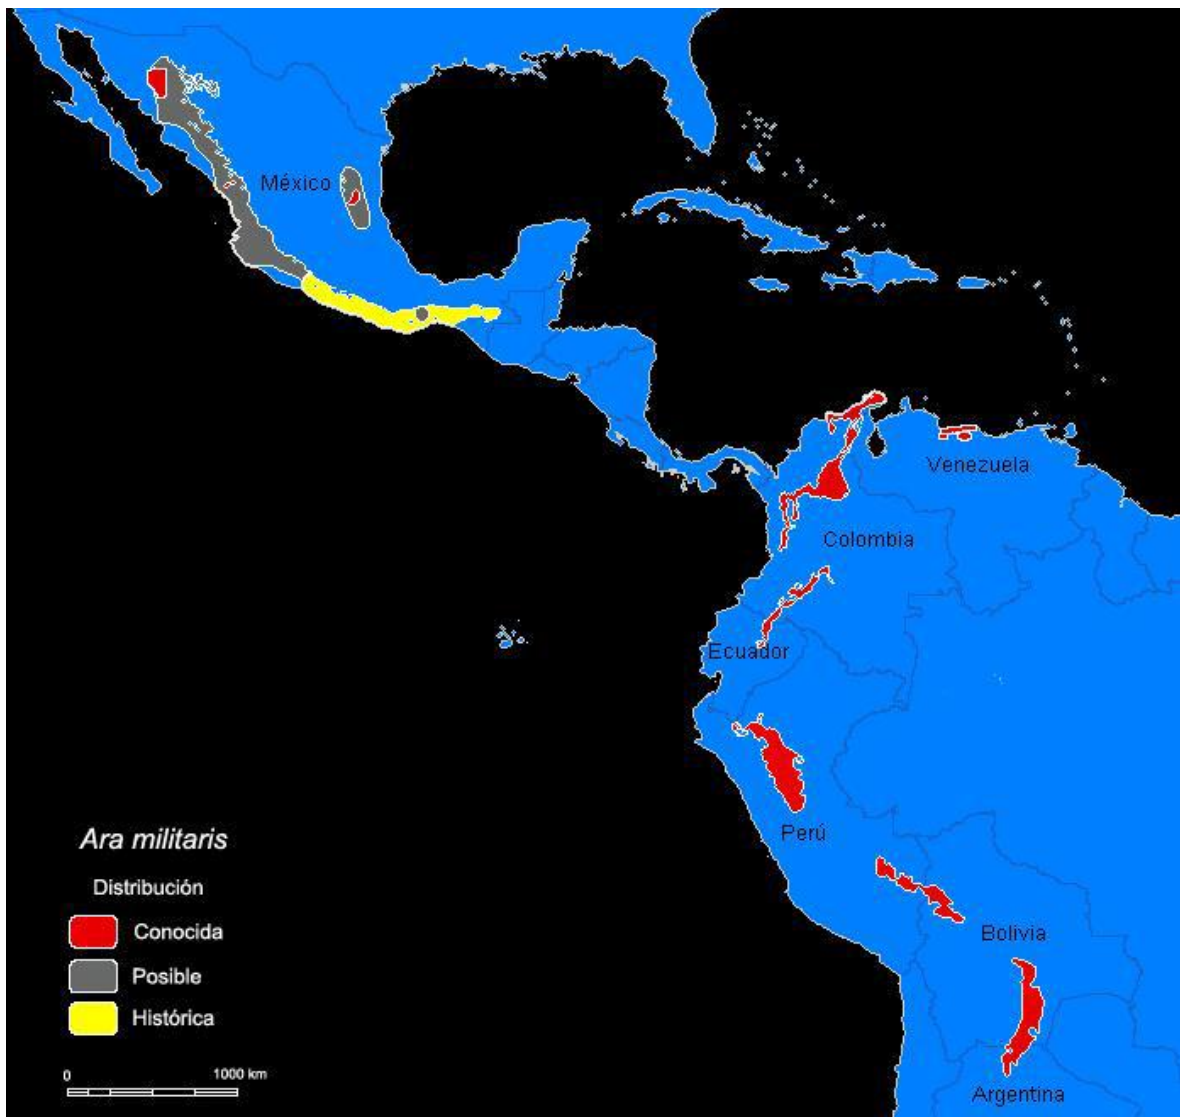 México
Venezuela
Colombia
Ecuador
Perú
Ara militaris
Distribución
Conocida
Bolivia
Posible
Histórica
0 1000 km
Argentina